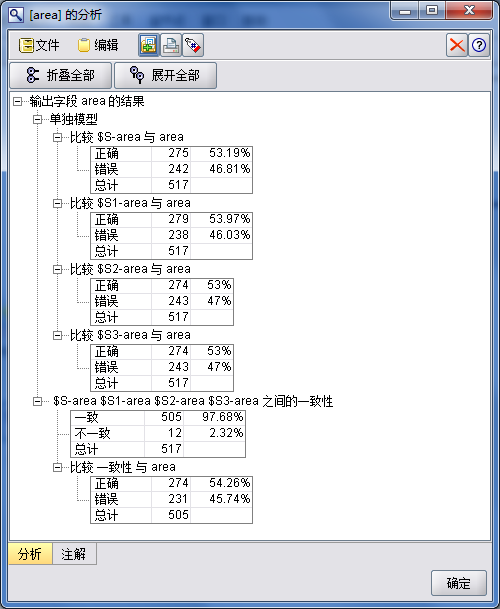 [area] 的分析
文件 编辑
折叠全部 展开全部
输出字段 area 的结果
单独模型
比较 $S-area 与 area
正确 275 53.19%
错误 242 46.81%
总计 517
比较 $S1-area 与 area
正确 279 53.97%
错误 238 46.03%
总计 517
比较 $S2-area 与 area
正确 274 53%
错误 243 47%
总计 517
比较 $S3-area 与 area
正确 274 53%
错误 243 47%
总计 517
$S-area $S1-area $S2-area $S3-area 之间的一致性
一致 505 97.68%
不一致 12 2.32%
总计 517
比较 一致性 与 area
正确 274 54.26%
错误 231 45.74%
总计 505
分析 注解
确定